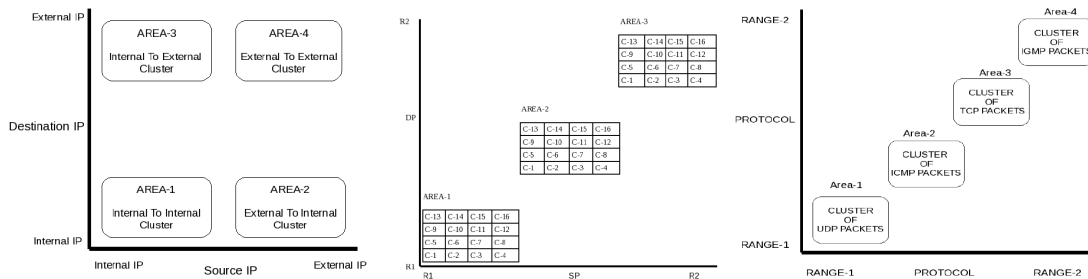 External IP
AREA-3
Internal To External
Cluster
AREA-4
External To External
Cluster
Destination IP
AREA-1
Internal To Internal
Cluster
AREA-2
External To Internal
Cluster
Internal IP
Internal IP
Source IP
External IP
R2
AREA-3
C-13 C-14 C-15 C-16
C-9 C-10 C-11 C-12
C-5 C-6 C-7 C-8
C-1 C-2 C-3 C-4
DP
AREA-2
C-13 C-14 C-15 C-16
C-9 C-10 C-11 C-12
C-5 C-6 C-7 C-8
C-1 C-2 C-3 C-4
AREA-1
C-13 C-14 C-15 C-16
C-9 C-10 C-11 C-12
C-5 C-6 C-7 C-8
C-1 C-2 C-3 C-4
R1
R1
SP
R2
RANGE-2
Area-4
CLUSTER
OF
IGMP PACKETS
Area-3
CLUSTER
OF
TCP PACKETS
PROTOCOL
Area-2
CLUSTER
OF
ICMP PACKETS
Area-1
CLUSTER
OF
UDP PACKETS
RANGE-1
RANGE-1
PROTOCOL
RANGE-2